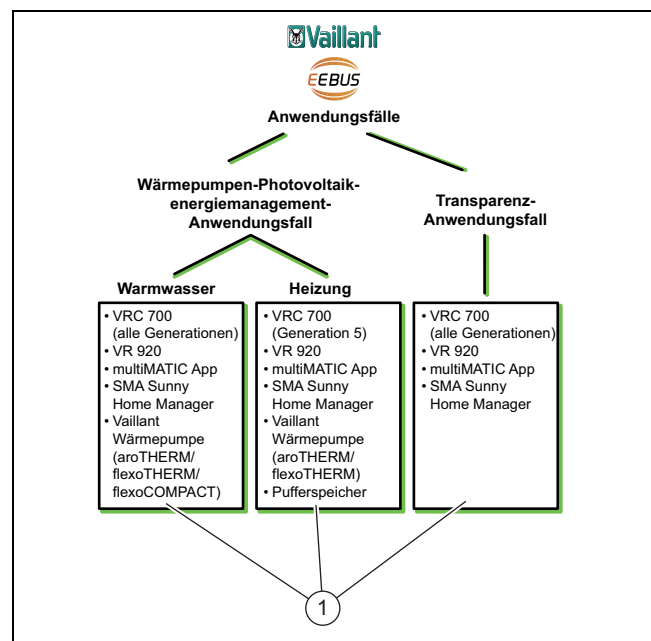 Vaillant
EEBUS
Anwendungsfälle
Wärmepumpen-Photovoltaik-
energiemanagement-
Anwendungsfall
Transparenz-
Anwendungsfall
Warmwasser
• VRC 700
(alle Generationen)
• VR 920
• multiMATIC App
• SMA Sunny
Home Manager
• Vaillant
Wärmepumpe
(aroTHERM/
flexoTHERM/
flexoCOMPACT)
Heizung
• VRC 700
(Generation 5)
• VR 920
• multiMATIC App
• SMA Sunny
Home Manager
• Vaillant
Wärmepumpe
(aroTHERM/
flexoTHERM)
• Pufferspeicher
• VRC 700
(alle Generationen)
• VR 920
• multiMATIC App
• SMA Sunny
Home Manager
1